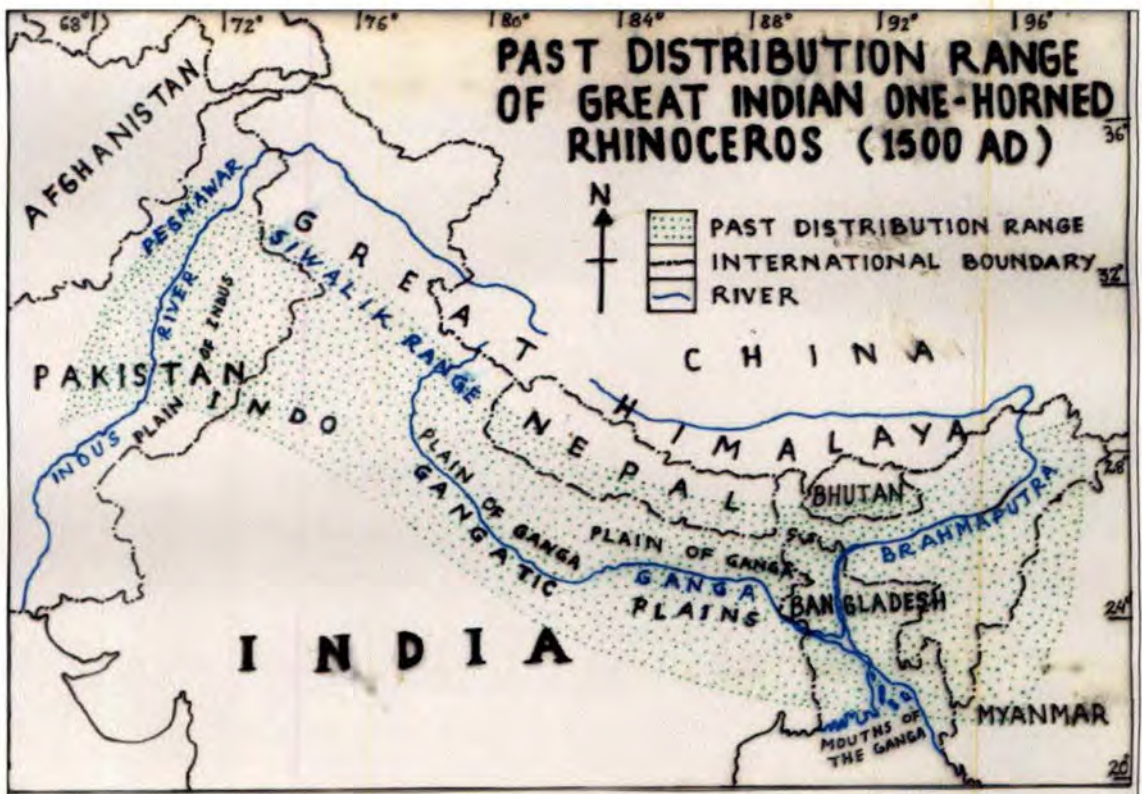 68° 72° 76° 80° 84° 88° 92° 96°
PAST DISTRIBUTION RANGE
OF GREAT INDIAN ONE-HORNED
RHINOCEROS (1500 AD)
36°
N
PAST DISTRIBUTION RANGE
INTERNATIONAL BOUNDARY
RIVER
32°
AFGHANISTAN
PESHAWAR
GREAT
SIWALIK RANGE
CHINA
RIVER
PLAIN OF INDUS
PAKISTAN
INDO
INDUS
HIMALAYA
NEPAL
BHUTAN
28°
PLAIN OF GANGA
GANGATIC
PLAIN OF GANGA
BRAHMAPUTRA
GANGA
PLAINS
BANGLADESH
24°
INDIA
MYANMAR
MOUTHS OF
THE GANGA
20°